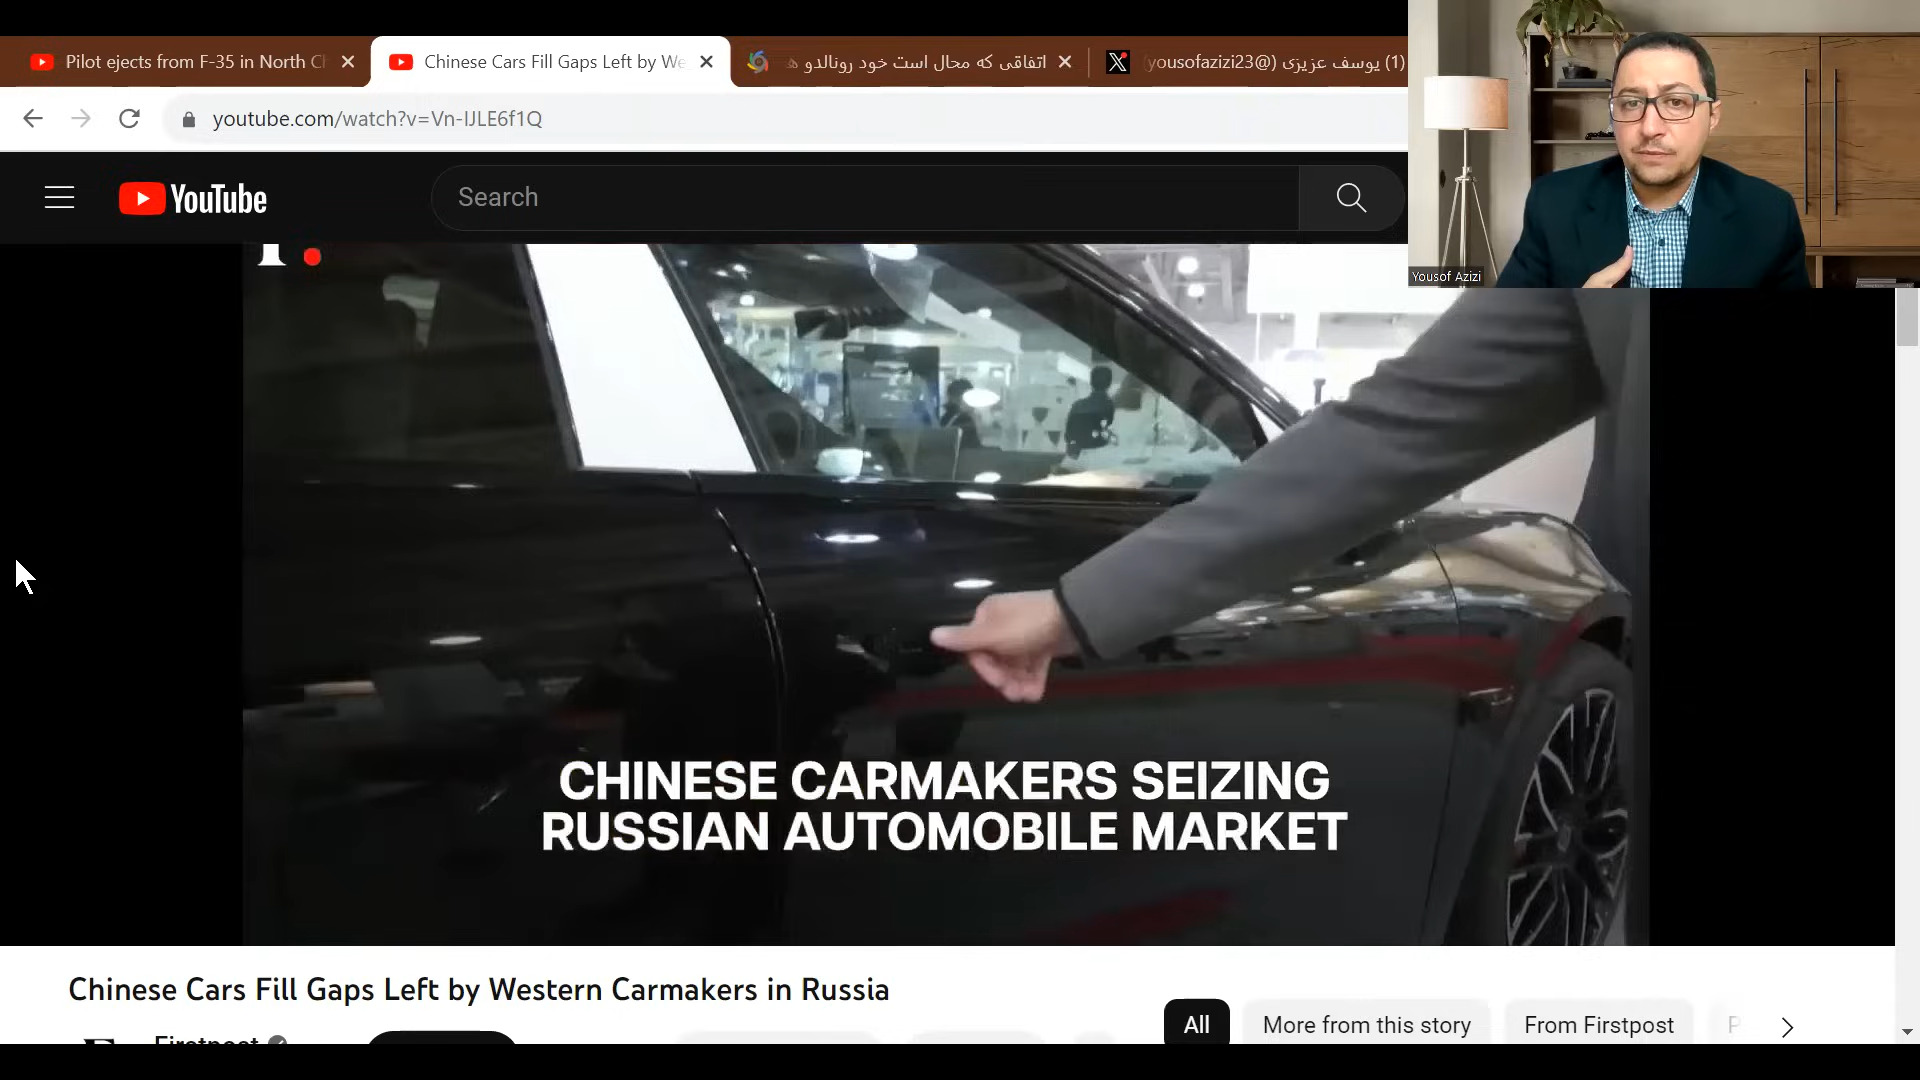 Pilot ejects from F-35 in North C
Chinese Cars Fill Gaps Left by We
اتفاقی که محال است خود رونالدو ه
(1) یوسف عزیزی (@yousofazizi23)
youtube.com/watch?v=Vn-IJLE6f1Q
YouTube
Search
Yousof Azizi
CHINESE CARMAKERS SEIZING
RUSSIAN AUTOMOBILE MARKET
Chinese Cars Fill Gaps Left by Western Carmakers in Russia
Firstpost
All
More from this story
From Firstpost